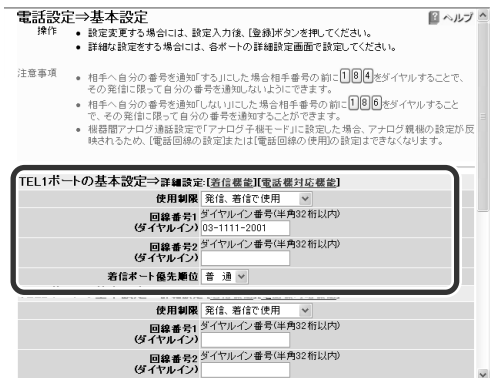 電話設定⇒基本設定
ヘルプ
操作
● 設定変更する場合には、設定入力後、[登録]ボタンを押してください。
● 詳細な設定をする場合には、各ポートの詳細設定画面で設定してください。
注意事項
● 相手へ自分の番号を通知「する」にした場合相手番号の前に184をダイヤルすることで、
その発信に限って自分の番号を通知しないようにできます。
● 相手へ自分の番号を通知「しない」にした場合相手番号の前に186をダイヤルすること
で、その発信に限って自分の番号を通知することができます。
● 機器間アナログ通話設定で「アナログ子機モード」に設定した場合、アナログ親機の設定が反
映されるため、[電話回線の設定]または[電話回線の使用]の設定はできなくなります。
TEL1ポートの基本設定⇒詳細設定:[着信機能][電話機対応機能]
使用制限 発信、着信で使用
回線番号1 ダイヤルイン番号(半角32桁以内)
(ダイヤルイン) 03-1111-2001
回線番号2 ダイヤルイン番号(半角32桁以内)
(ダイヤルイン)
着信ポート優先順位 普通
使用制限 発信、着信で使用
回線番号1 ダイヤルイン番号(半角32桁以内)
(ダイヤルイン)
回線番号2 ダイヤルイン番号(半角32桁以内)
(ダイヤルイン)